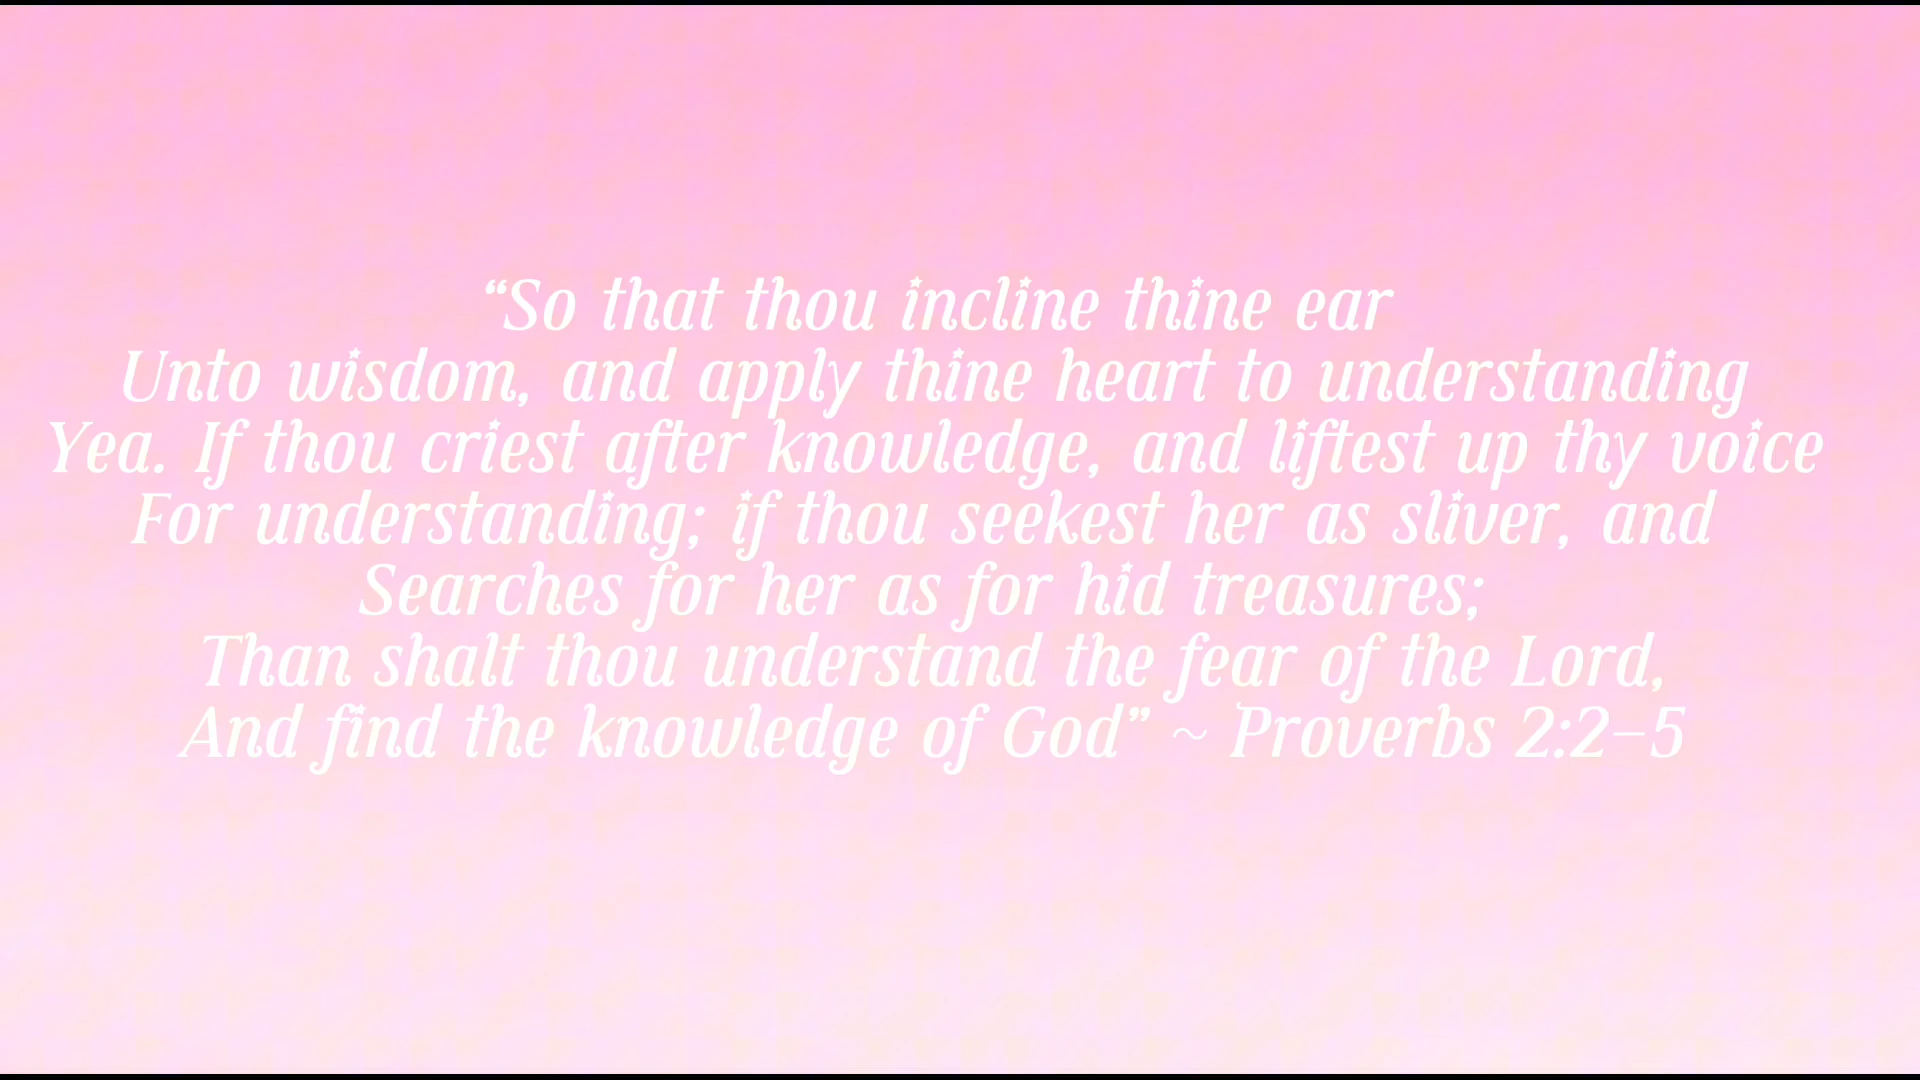 “So that thou incline thine ear
Unto wisdom, and apply thine heart to understanding
Yea. If thou criest after knowledge, and liftest up thy voice
For understanding; if thou seekest her as sliver, and
Searches for her as for hid treasures;
Than shalt thou understand the fear of the Lord,
And find the knowledge of God” ~ Proverbs 2:2–5